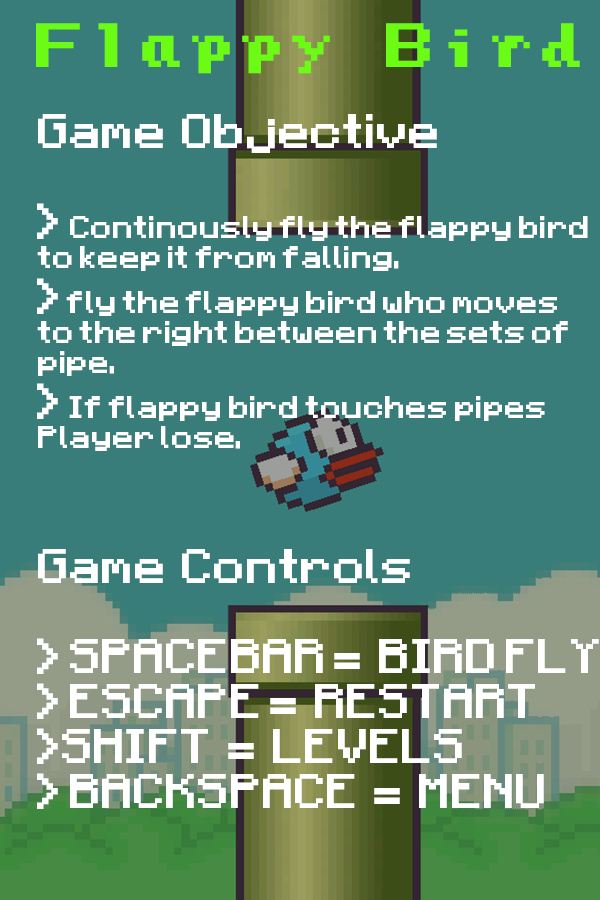 Flappy Bird
Game Objective
> Continously fly the flappy bird
to keep it from falling.
> fly the flappy bird who moves
to the right between the sets of
pipe.
> If flappy bird touches pipes
Player lose.
Game Controls
> SPACEBAR = BIRD FLY
> ESCAPE = RESTART
>SHIFT = LEVELS
> BACKSPACE = MENU